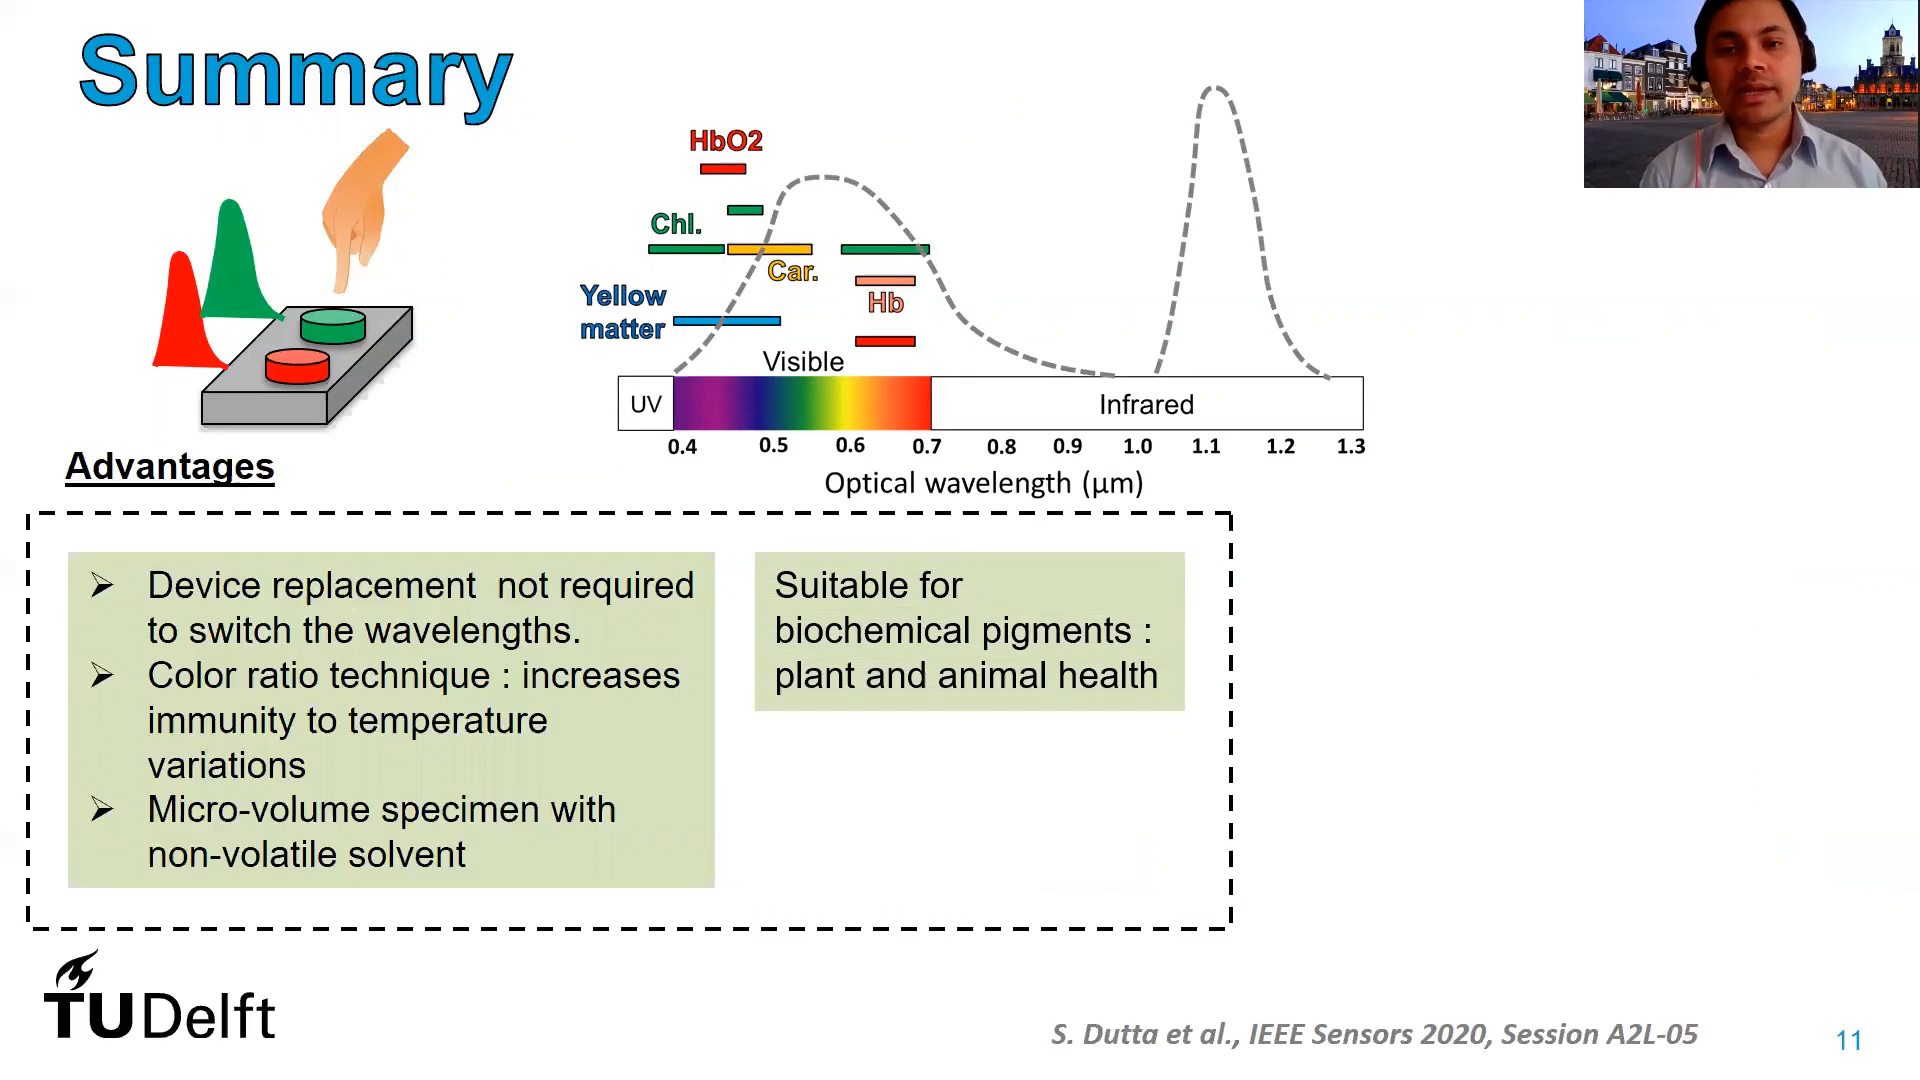 Summary
HbO2
Chl.
Car.
Yellow
matter
Hb
Visible
UV
Infrared
0.4 0.5 0.6 0.7 0.8 0.9 1.0 1.1 1.2 1.3
Optical wavelength (µm)
Advantages
➢ Device replacement not required
to switch the wavelengths.
➢ Color ratio technique : increases
immunity to temperature
variations
➢ Micro-volume specimen with
non-volatile solvent
Suitable for
biochemical pigments :
plant and animal health
TUDelft
S. Dutta et al., IEEE Sensors 2020, Session A2L-05
11